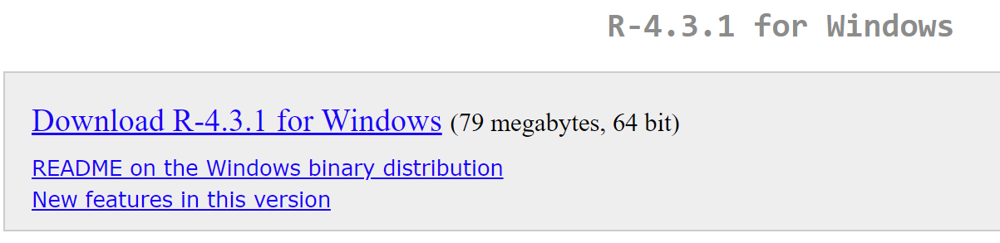 R-4.3.1 for Windows
Download R-4.3.1 for Windows (79 megabytes, 64 bit)
README on the Windows binary distribution
New features in this version